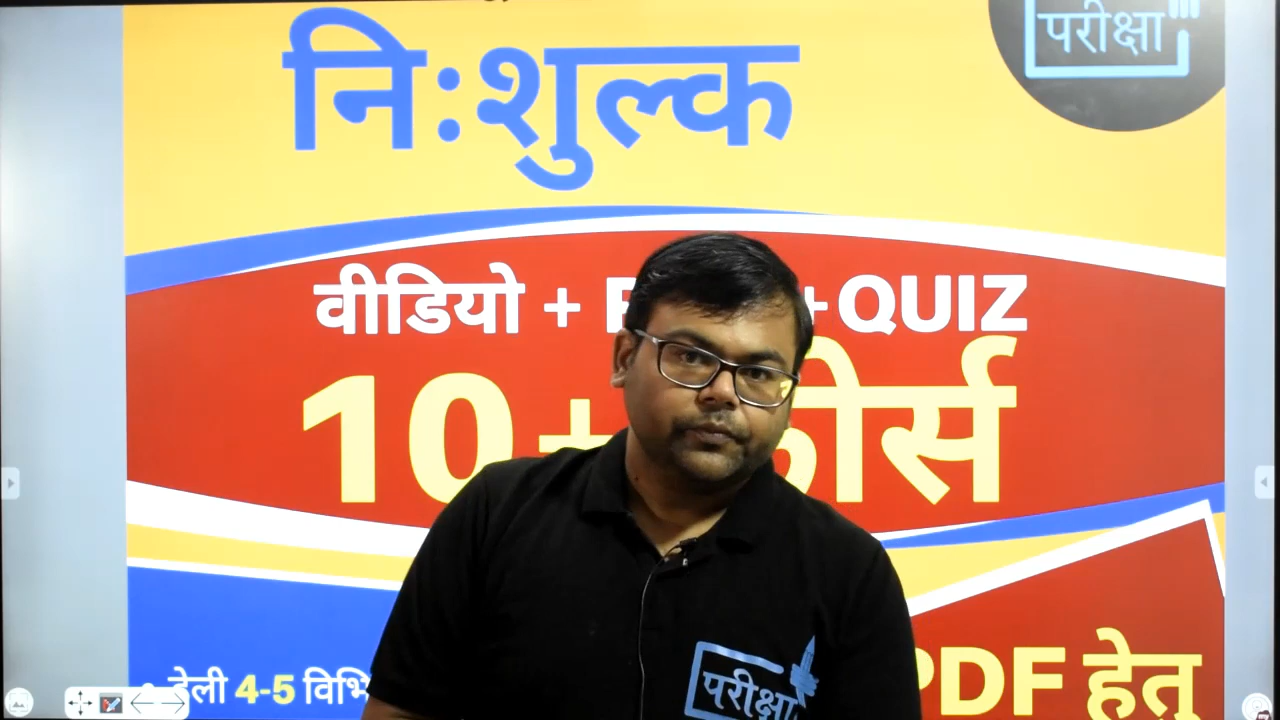 परीक्षा
नि:शुल्क
वीडियो + + QUIZ
10+ कोर्स
डेली 4-5
PDF हेतु
परीक्षा